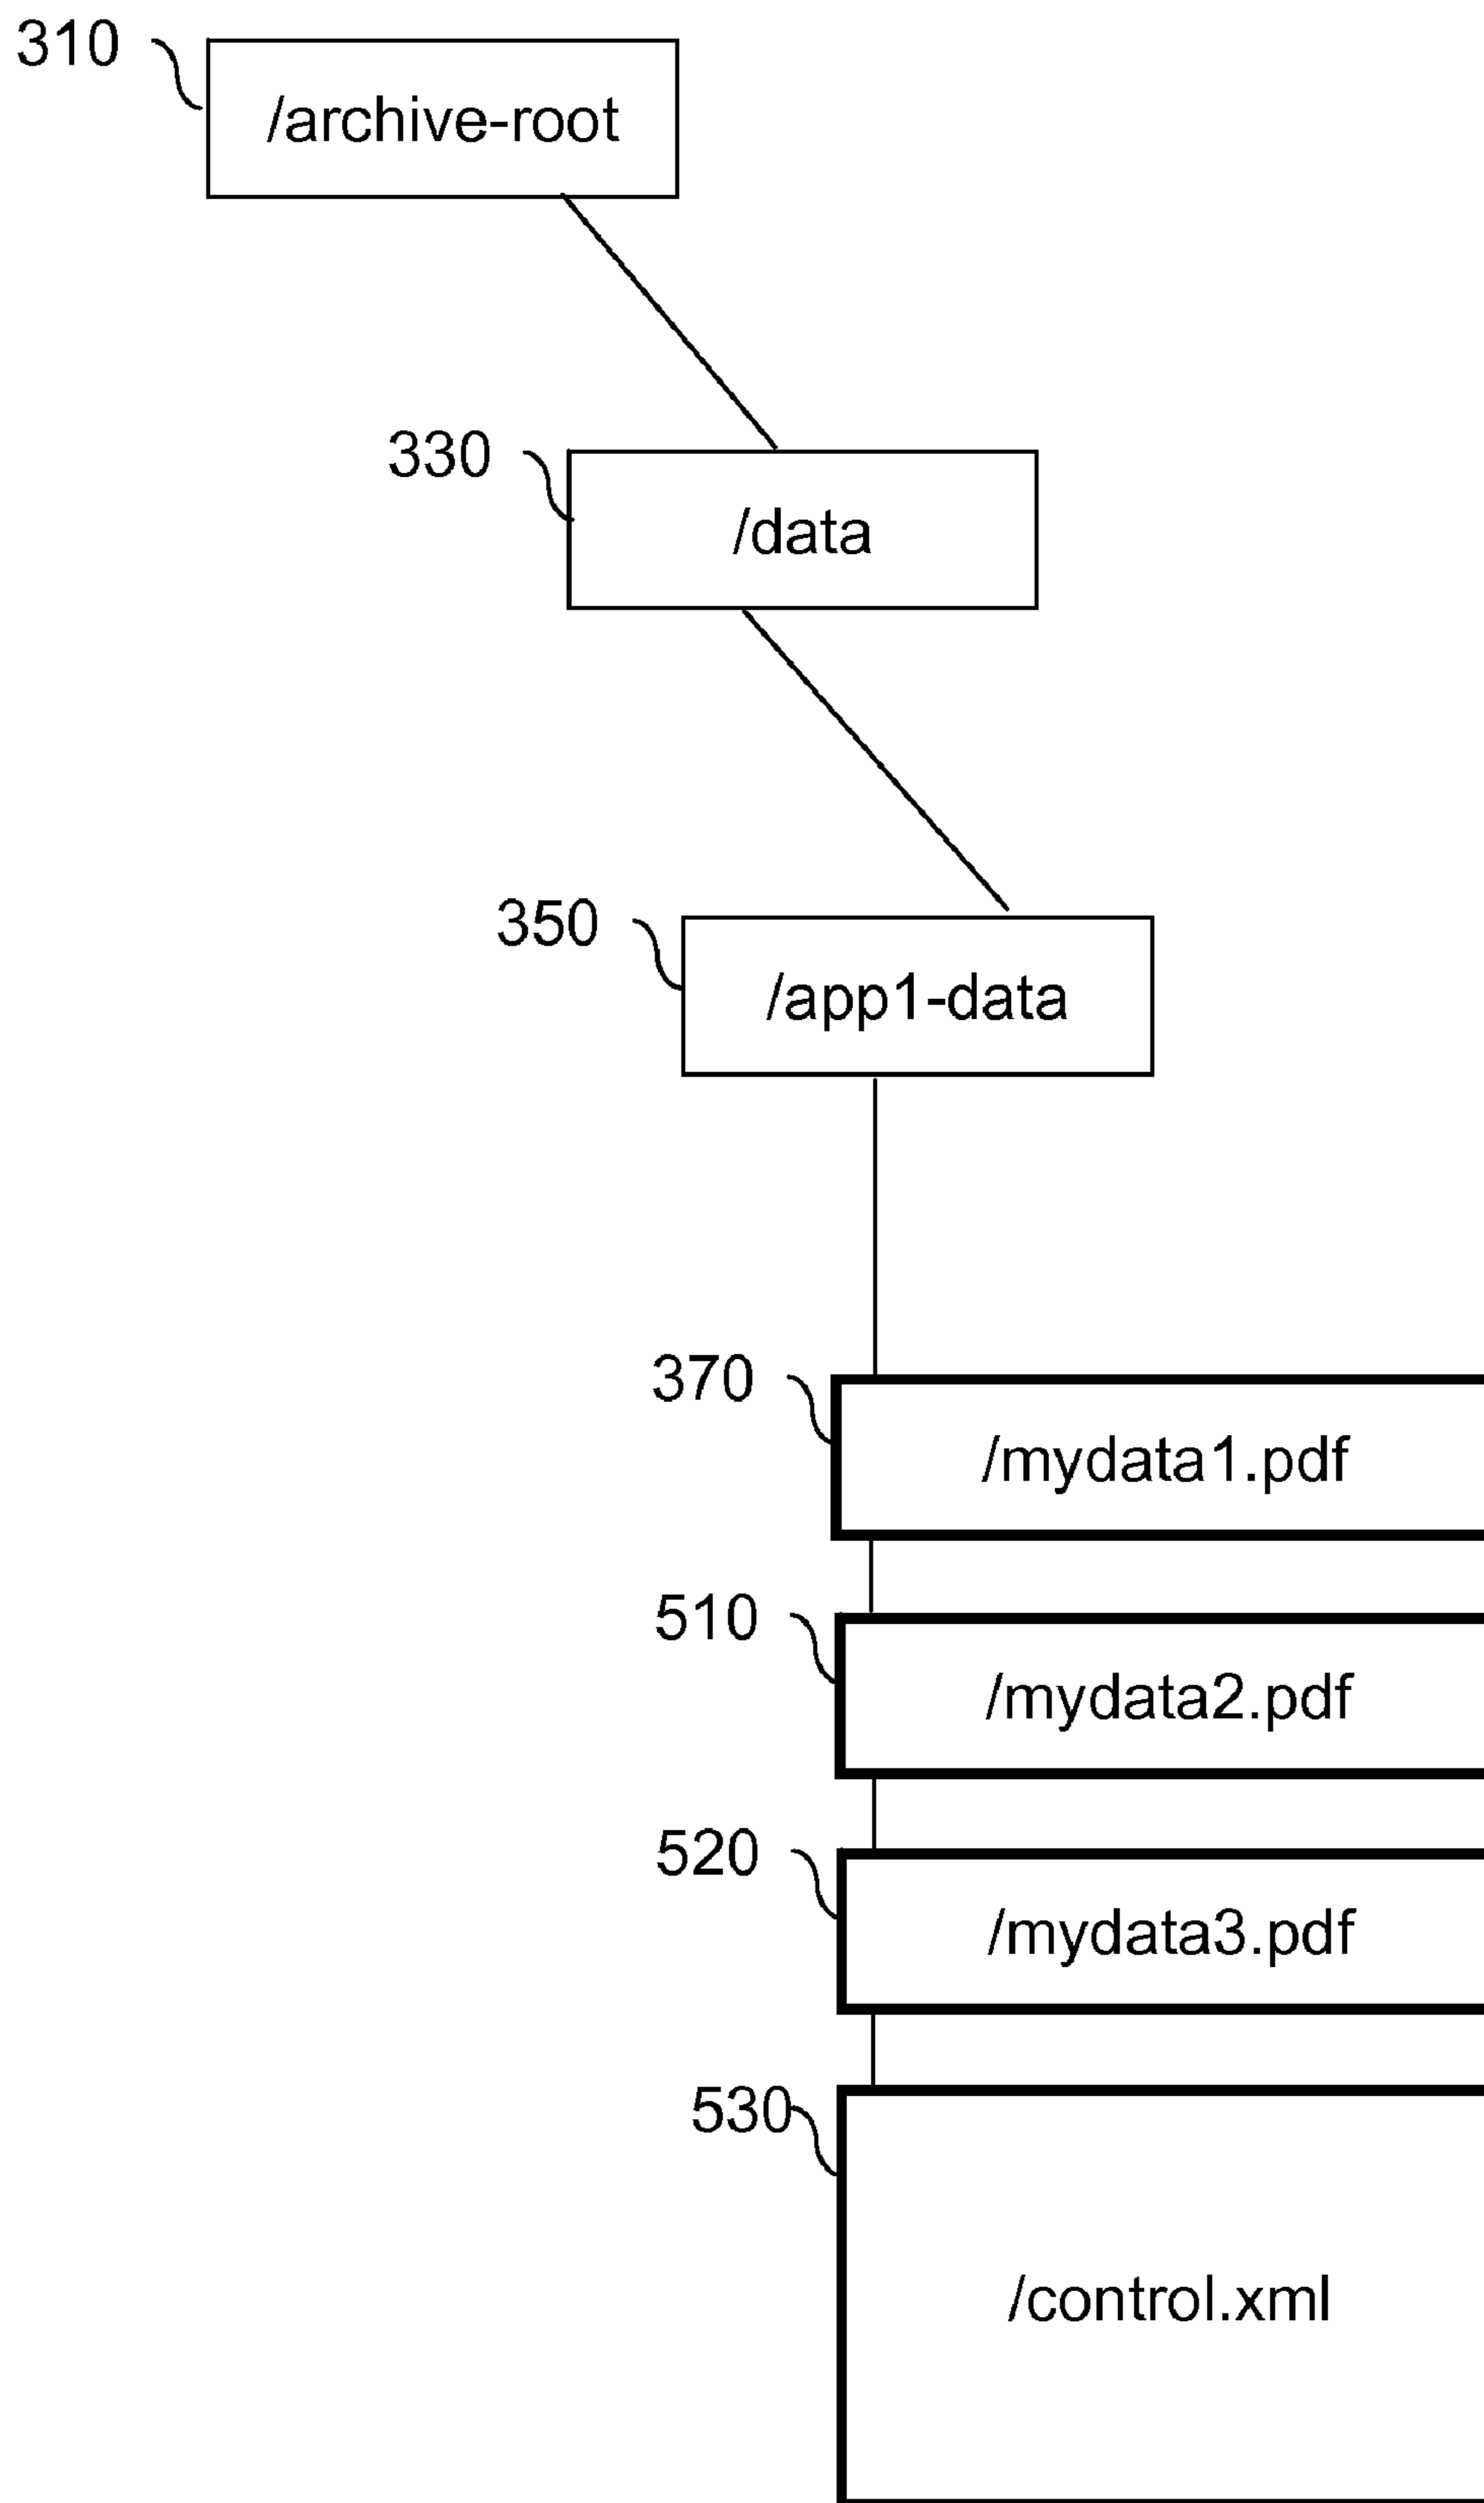 310
/archive-root
330
/data
350
/app1-data
370
/mydata1.pdf
510
/mydata2.pdf
520
/mydata3.pdf
530
/control.xml